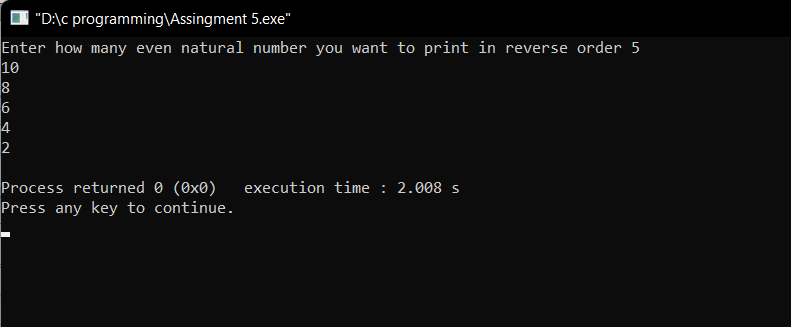 "D:\c programming\Assingment 5.exe"
Enter how many even natural number you want to print in reverse order 5
10
8
6
4
2
Process returned 0 (0x0)   execution time : 2.008 s
Press any key to continue.